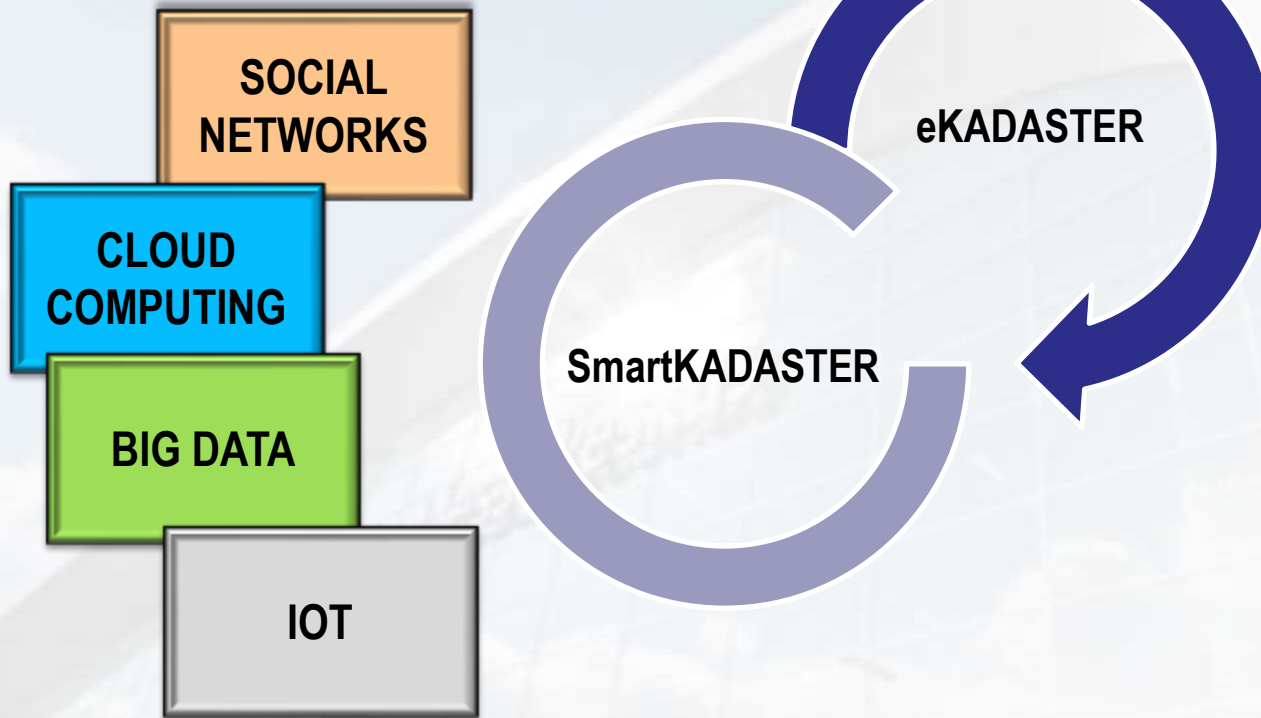 SOCIAL
NETWORKS
CLOUD
COMPUTING
BIG DATA
IOT
eKADASTER
SmartKADASTER